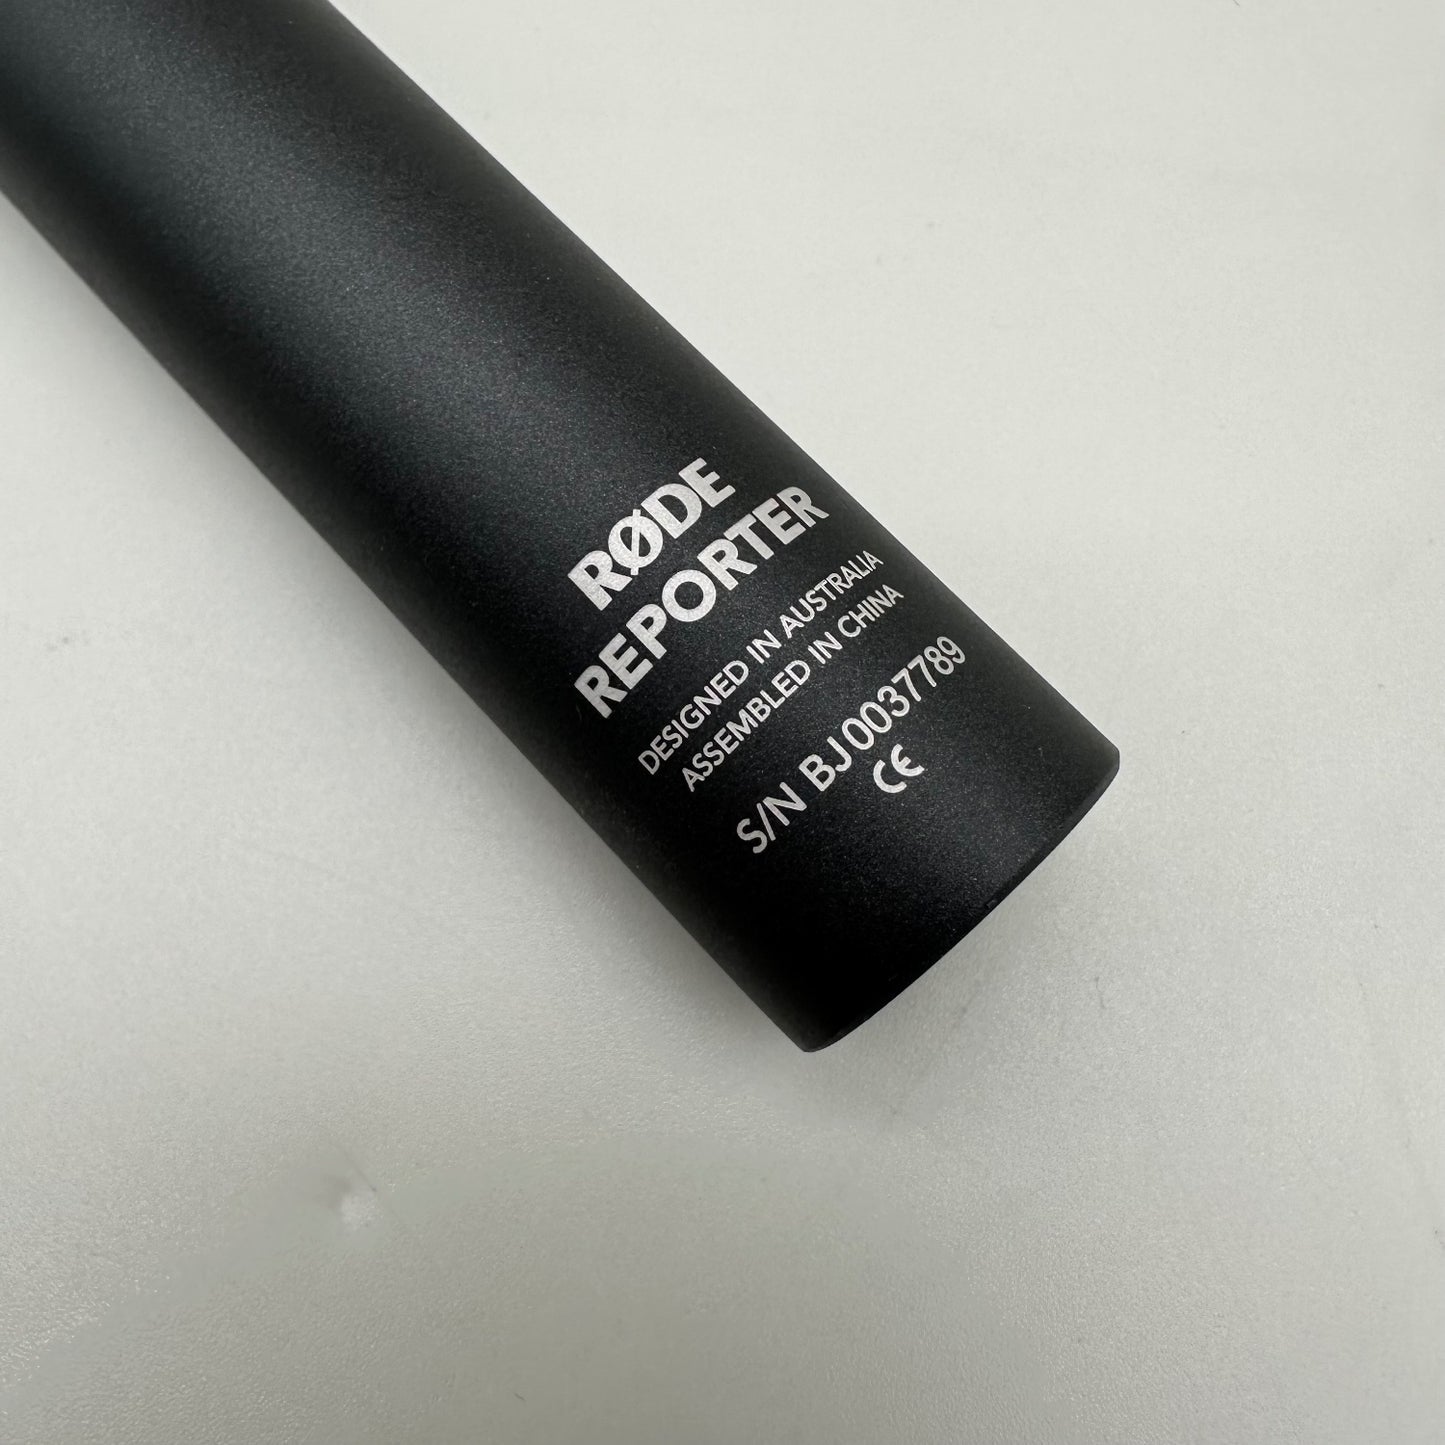 RØDE
REPORTER
DESIGNED IN AUSTRALIA
ASSEMBLED IN CHINA
S/N BJ0037789
CE